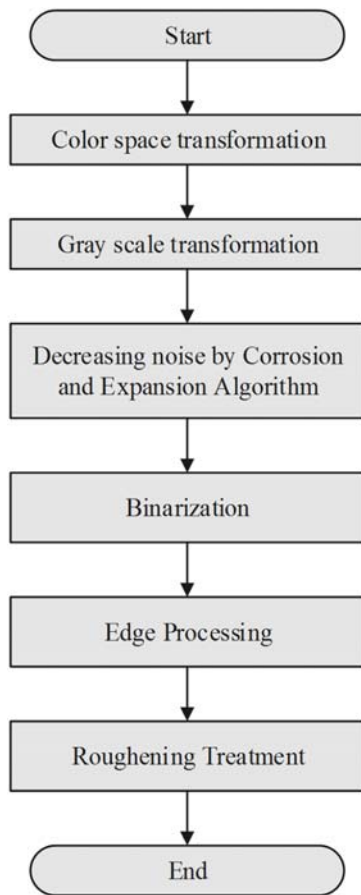 Start
Color space transformation
Gray scale transformation
Decreasing noise by Corrosion
and Expansion Algorithm
Binarization
Edge Processing
Roughening Treatment
End